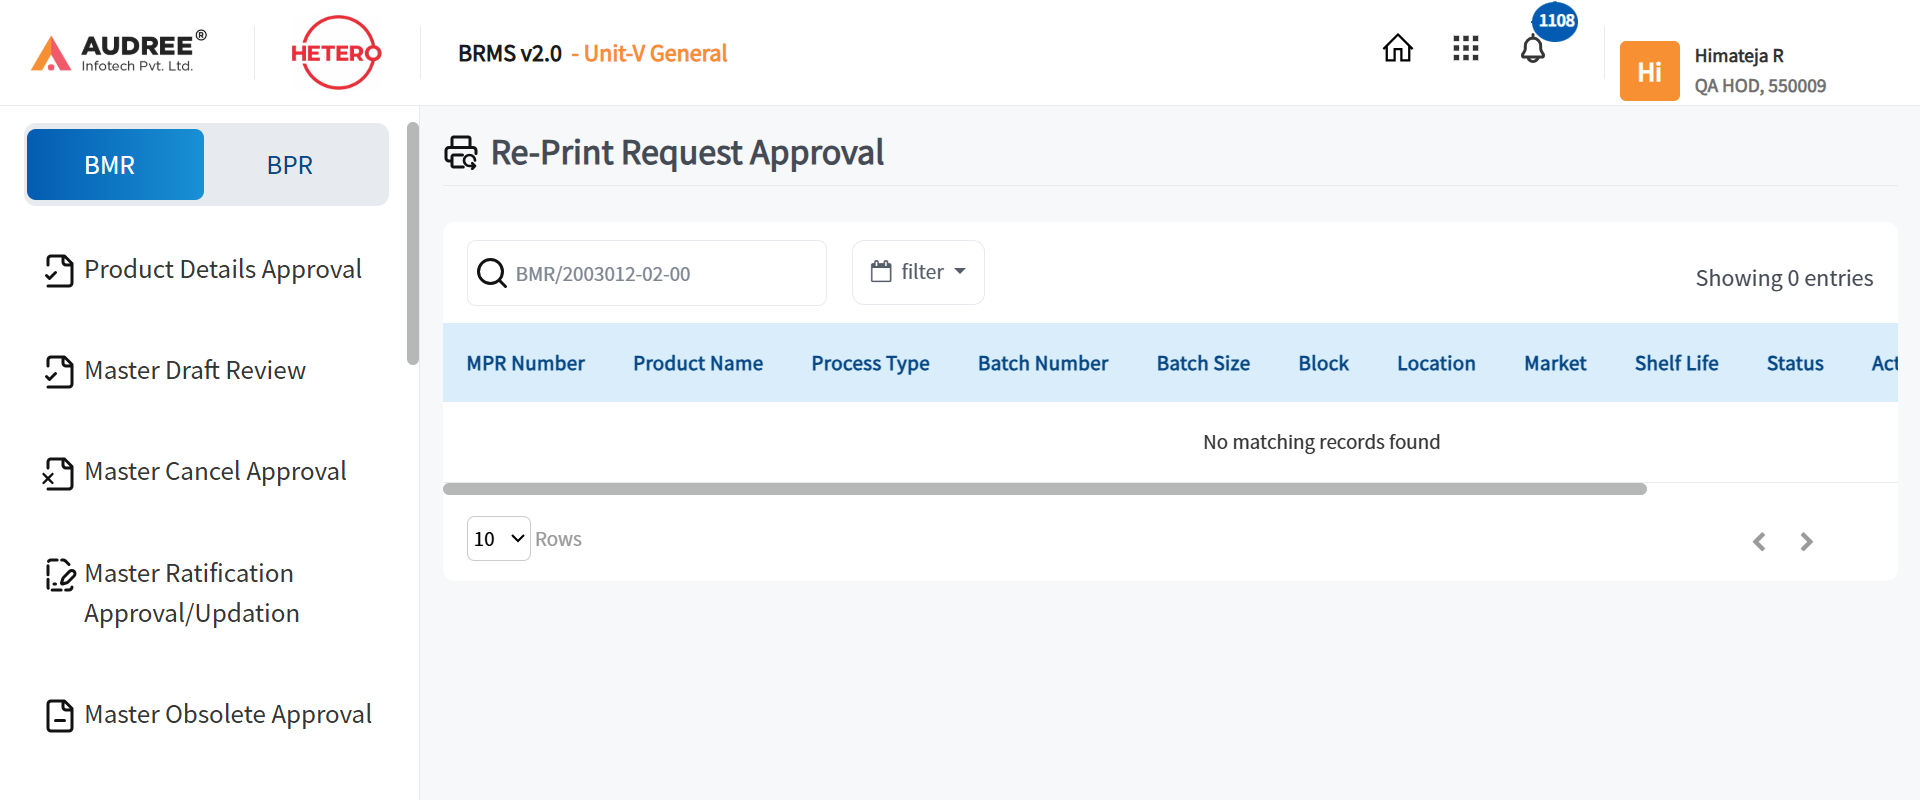 AUDREE®
Infotech Pvt. Ltd.
HETERO
BRMS v2.0 - Unit-V General
1108
Hi
Himateja R
QA HOD, 550009
BMR
BPR
Product Details Approval
Master Draft Review
Master Cancel Approval
Master Ratification
Approval/Updation
Master Obsolete Approval
Re-Print Request Approval
BMR/2003012-02-00
filter
Showing 0 entries
MPR Number Product Name Process Type Batch Number Batch Size Block Location Market Shelf Life Status Act
No matching records found
10 Rows